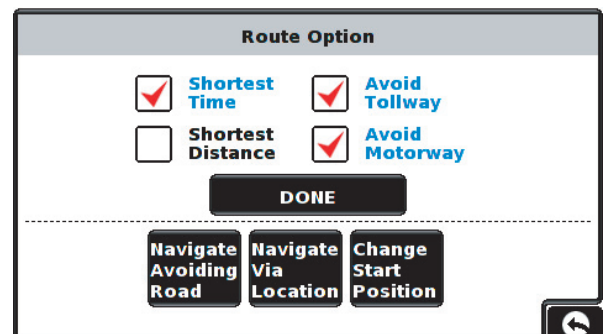 Route Option
Shortest
Time
Avoid
Tollway
Shortest
Distance
Avoid
Motorway
DONE
Navigate
Avoiding
Road
Navigate
Via
Location
Change
Start
Position